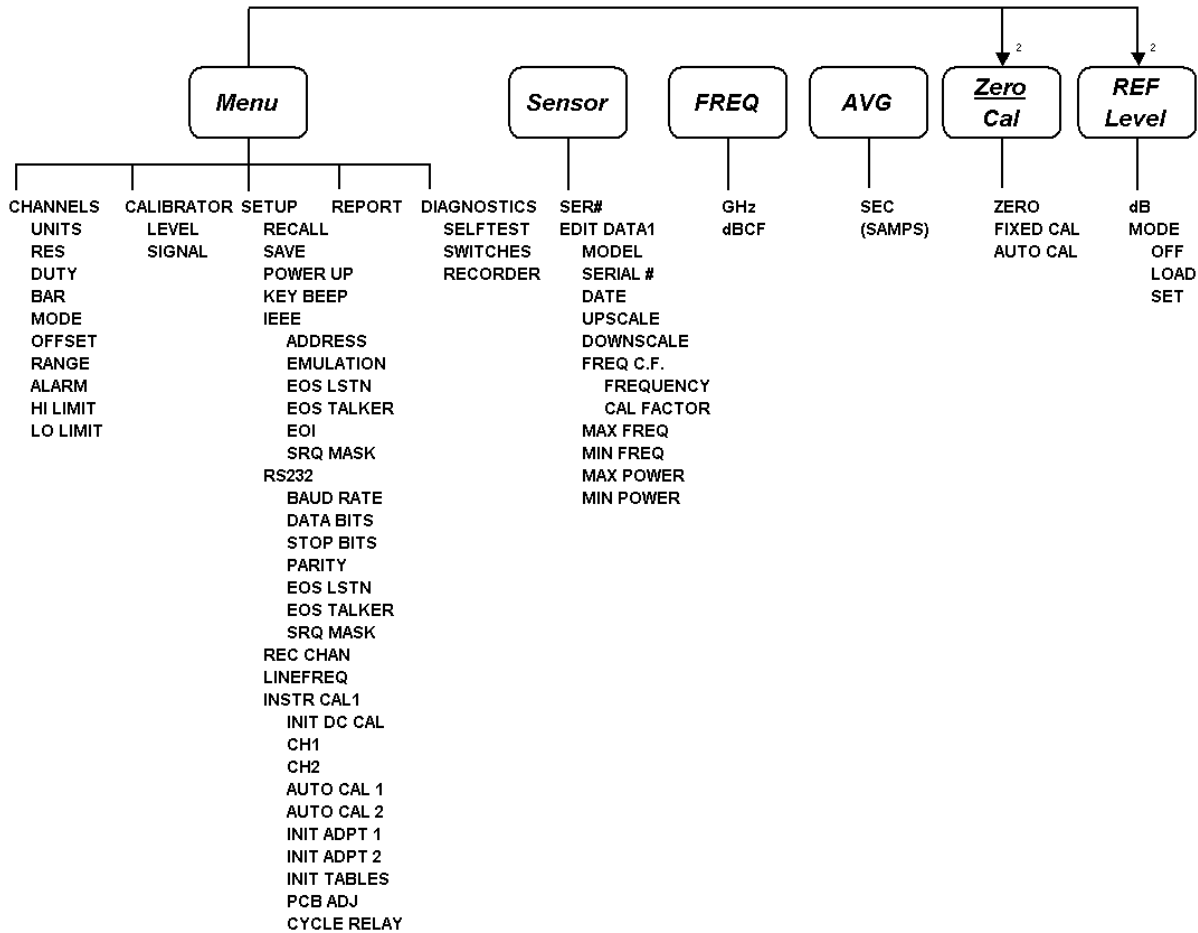 2
2
Menu
Sensor
FREQ
AVG
Zero
Cal
REF
Level
CHANNELS
UNITS
RES
DUTY
BAR
MODE
OFFSET
RANGE
ALARM
HI LIMIT
LO LIMIT
CALIBRATOR
LEVEL
SIGNAL
SETUP
RECALL
SAVE
POWER UP
KEY BEEP
IEEE
ADDRESS
EMULATION
EOS LSTN
EOS TALKER
EOI
SRQ MASK
RS232
BAUD RATE
DATA BITS
STOP BITS
PARITY
EOS LSTN
EOS TALKER
SRQ MASK
REC CHAN
LINEFREQ
INSTR CAL1
INIT DC CAL
CH1
CH2
AUTO CAL 1
AUTO CAL 2
INIT ADPT 1
INIT ADPT 2
INIT TABLES
PCB ADJ
CYCLE RELAY
REPORT
DIAGNOSTICS
SELFTEST
SWITCHES
RECORDER
SER#
EDIT DATA1
MODEL
SERIAL #
DATE
UPSCALE
DOWNSCALE
FREQ C.F.
FREQUENCY
CAL FACTOR
MAX FREQ
MIN FREQ
MAX POWER
MIN POWER
GHz
dBCF
SEC
(SAMPS)
ZERO
FIXED CAL
AUTO CAL
dB
MODE
OFF
LOAD
SET